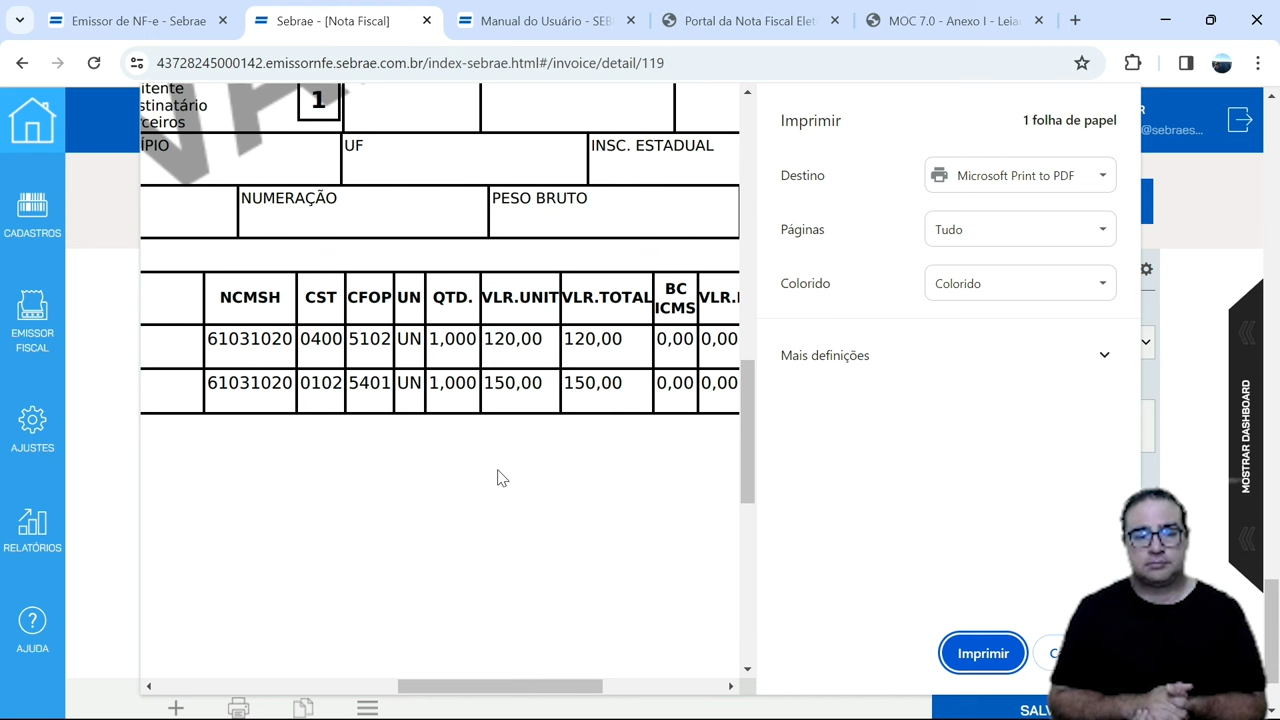 Emissor de NF-e - Sebrae
Sebrae - [Nota Fiscal]
Manual do Usuário - SEB
Portal da Nota Fiscal Elet
MOC 7.0 - Anexo I - Leia
43728245000142.emissornfe.sebrae.com.br/index-sebrae.html#/invoice/detail/119
CADASTROS
EMISSOR
FISCAL
AJUSTES
RELATÓRIOS
AJUDA
itente
stinatário
rceiros
1
ÍPIO
UF
INSC. ESTADUAL
NUMERAÇÃO
PESO BRUTO
NCMSH CST CFOP UN QTD. VLR.UNIT VLR.TOTAL BC ICMS VLR.
61031020 0400 5102 UN 1,000 120,00 120,00 0,00 0,00
61031020 0102 5401 UN 1,000 150,00 150,00 0,00 0,00
Imprimir
1 folha de papel
Destino
Microsoft Print to PDF
Páginas
Tudo
Colorido
Colorido
Mais definições
Imprimir
C
R
@sebraes...
MOSTRAR DASHBOARD
SALV